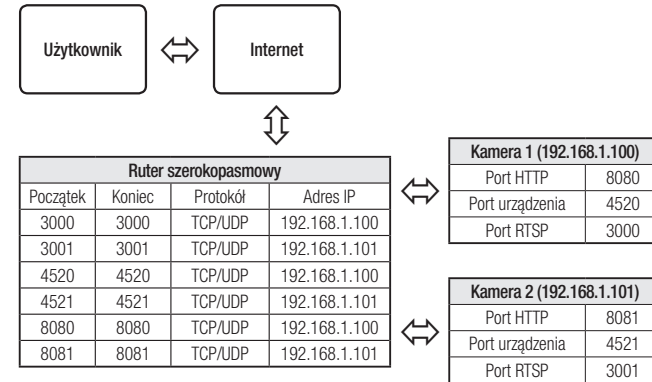 Użytkownik
Internet
Ruter szerokopasmowy
Początek Koniec Protokół Adres IP
3000 3000 TCP/UDP 192.168.1.100
3001 3001 TCP/UDP 192.168.1.101
4520 4520 TCP/UDP 192.168.1.100
4521 4521 TCP/UDP 192.168.1.101
8080 8080 TCP/UDP 192.168.1.100
8081 8081 TCP/UDP 192.168.1.101
Kamera 1 (192.168.1.100)
Port HTTP 8080
Port urządzenia 4520
Port RTSP 3000
Kamera 2 (192.168.1.101)
Port HTTP 8081
Port urządzenia 4521
Port RTSP 3001